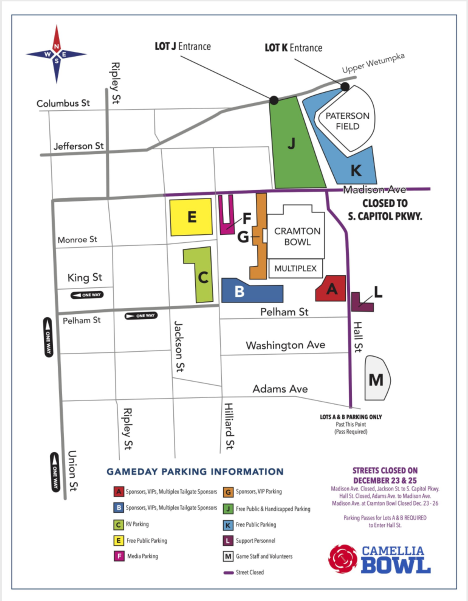 LOT J Entrance
LOT K Entrance
N
W E
S
Ripley St
Upper Wetumpka
Columbus St
PATERSON
FIELD
Jefferson St
J
K
Madison Ave
CLOSED TO
S. CAPITOL PKWY.
E
F
G
CRAMTON
BOWL
Monroe St
MULTIPLEX
King St
C
B
A
L
ONE WAY
ONE WAY
Pelham St
Pelham St
ONE WAY
Jackson St
Hall St
Washington Ave
M
Adams Ave
Ripley St
Hilliard St
LOTS A & B PARKING ONLY
Past This Point
(Pass Required)
Union St
ONE WAY
GAMEDAY PARKING INFORMATION
A Sponsors, VIPs, Multiplex Tailgate Sponsors
B Sponsors, VIPs, Multiplex Tailgate Sponsors
C RV Parking
E Free Public Parking
F Media Parking
G Sponsors, VIP Parking
J Free Public & Handicapped Parking
K Free Public Parking
L Support Personnel
M Game Staff and Volunteers
Street Closed
STREETS CLOSED ON
DECEMBER 23 & 25
Madison Ave. Closed, Jackson St. to S. Capitol Pkwy.
Hall St. Closed, Adams Ave. to Madison Ave.
Madison Ave. at Cramton Bowl Closed Dec. 23 - 26
Parking Passes for Lots A & B REQUIRED
to Enter Hall St.
CAMELLIA
BOWL